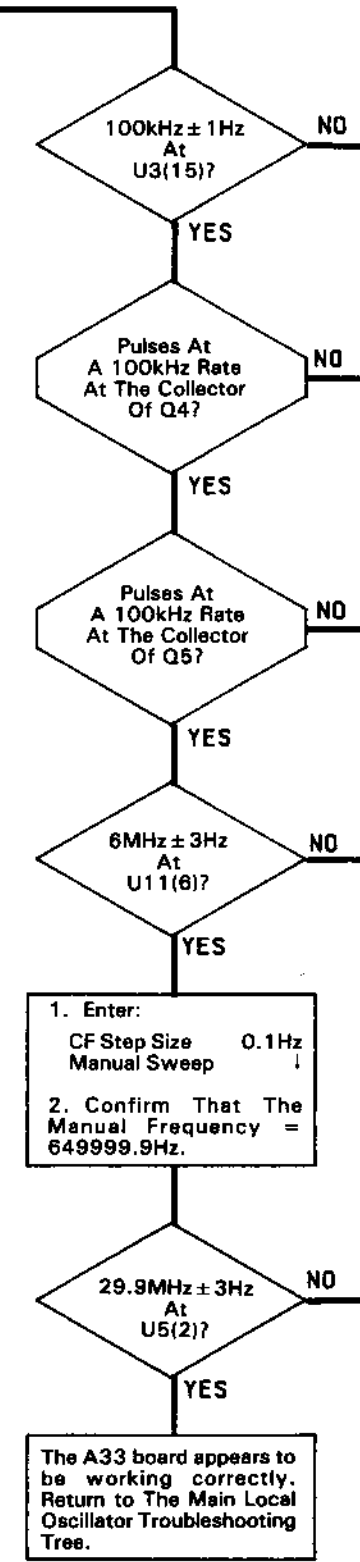 100kHz ± 1Hz
At
U3(15)?
NO
YES
Pulses At
A 100kHz Rate
At The Collector
Of Q4?
NO
YES
Pulses At
A 100kHz Rate
At The Collector
Of Q5?
NO
YES
6MHz ± 3Hz
At
U11(6)?
NO
YES
1. Enter:
CF Step Size 0.1Hz
Manual Sweep ↓
2. Confirm That The
Manual Frequency =
649999.9Hz.
29.9MHz ± 3Hz
At
U5(2)?
NO
YES
The A33 board appears to
be working correctly.
Return to The Main Local
Oscillator Troubleshooting
Tree.